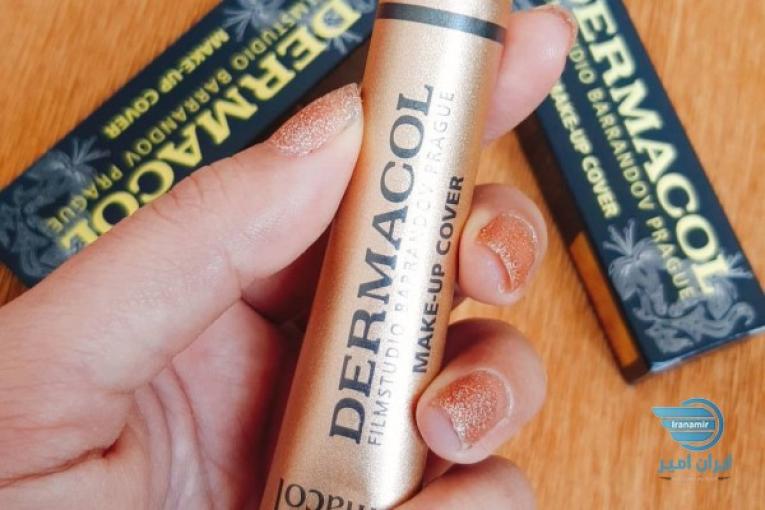 DERMACOL
FILMSTUDIO BARRANDOV PRAGUE
MAKE-UP COVER
DERMACOL
FILMSTUDIO BARRANDOV PRAGUE
MAKE-UP COVER
DERMACOL
BARRANDOV PRAGUE
MAKE-UP COVER
Iranamir
ایران امیر